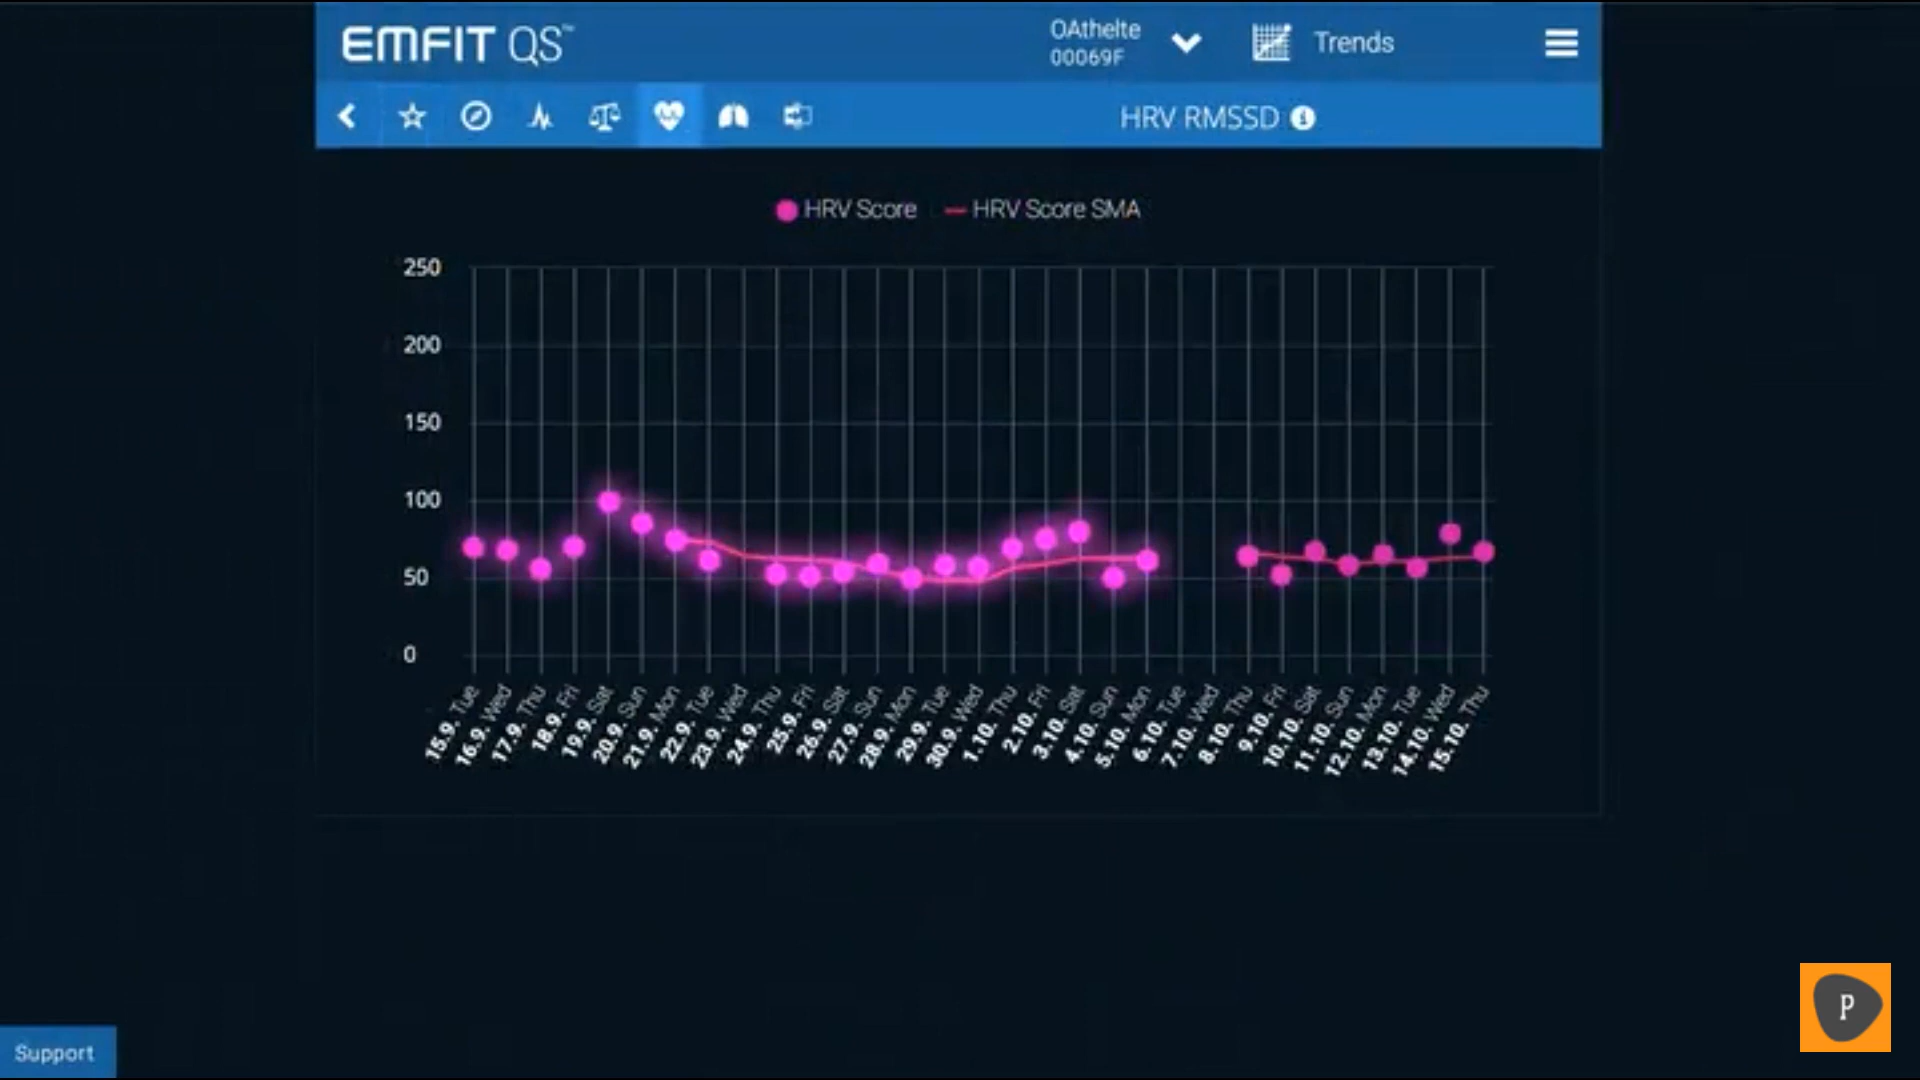 EMFIT QS™
OAthelte
00069F
Trends
HRV RMSSD
HRV Score
HRV Score SMA
250
200
150
100
50
0
15.9. Tue
16.9. Wed
17.9. Thu
18.9. Fri
19.9. Sat
20.9. Sun
21.9. Mon
22.9. Tue
23.9. Wed
24.9. Thu
25.9. Fri
26.9. Sat
27.9. Sun
28.9. Mon
29.9. Tue
30.9. Wed
1.10. Thu
2.10. Fri
3.10. Sat
4.10. Sun
5.10. Mon
6.10. Tue
7.10. Wed
8.10. Thu
9.10. Fri
10.10. Sat
11.10. Sun
12.10. Mon
13.10. Tue
14.10. Wed
15.10. Thu
P
Support